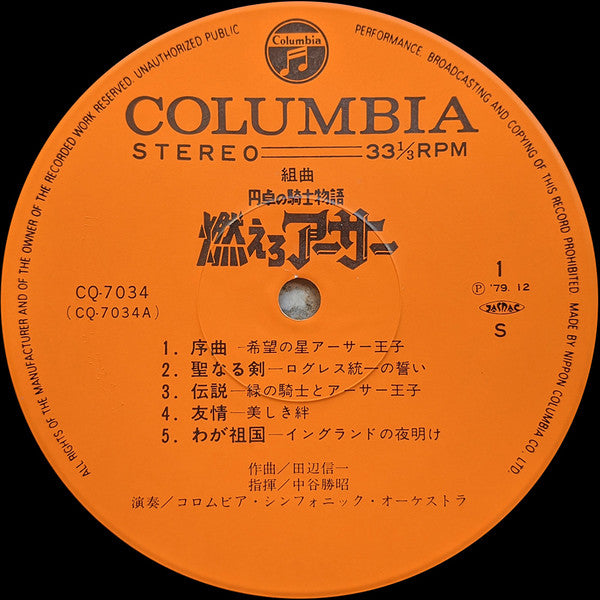 ALL RIGHTS OF THE MANUFACTURER AND OF THE OWNER OF THE RECORDED WORK RESERVED. UNAUTHORIZED PUBLIC PERFORMANCE, BROADCASTING AND COPYING OF THIS RECORD PROHIBITED. MADE BY NIPPON COLUMBIA CO., LTD.
Columbia
COLUMBIA
STEREO 33⅓RPM
組曲
円卓の騎士物語
燃えろアーサー
CQ-7034
(CQ-7034A)
1
Ⓟ '79. 12
JASRAC
S
1. 序曲 ―希望の星アーサー王子
2. 聖なる剣―ログレス統一の誓い
3. 伝説―緑の騎士とアーサー王子
4. 友情―美しき絆
5. わが祖国―イングランドの夜明け
作曲/田辺信一
指揮/中谷勝昭
演奏/コロムビア・シンフォニック・オーケストラ